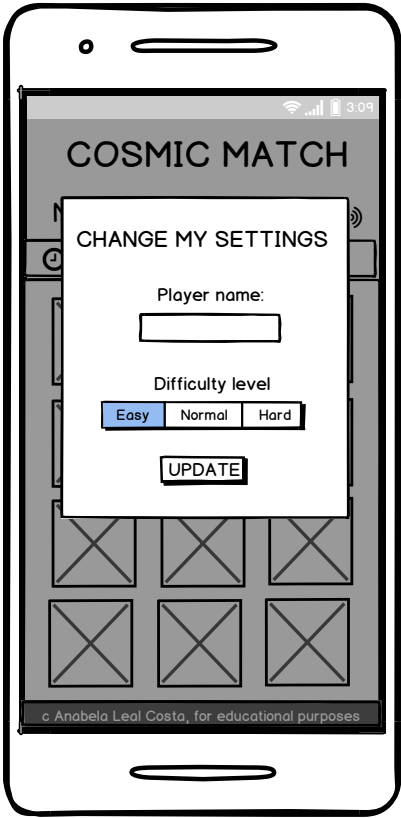 3:09
COSMIC MATCH
CHANGE MY SETTINGS
Player name:
Difficulty level
Easy Normal Hard
UPDATE
c Anabela Leal Costa, for educational purposes